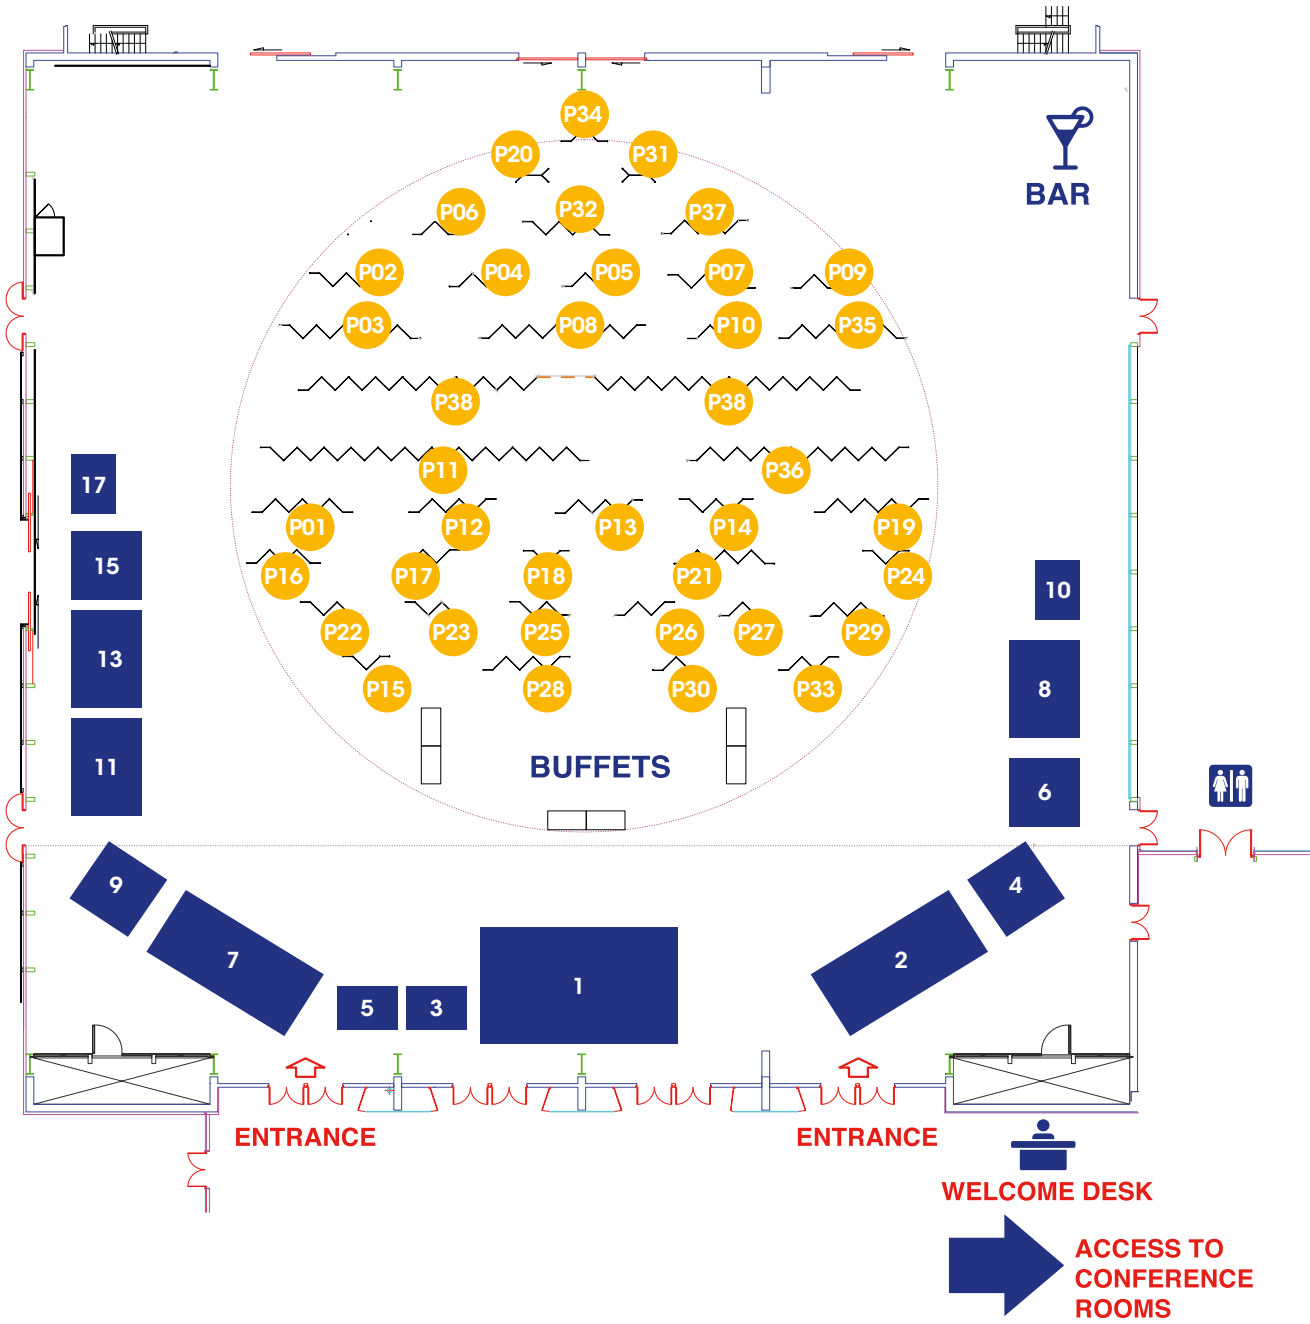 P34
P20
P31
BAR
P06
P32
P37
P02
P04
P05
P07
P09
P03
P08
P10
P35
P38
P38
P11
P36
17
P01
P12
P13
P14
P19
15
P16
P17
P18
P21
P24
10
P22
P23
P25
P26
P27
P29
13
P15
P28
P30
P33
8
11
BUFFETS
6
9
4
7
2
5
3
1
ENTRANCE
ENTRANCE
WELCOME DESK
ACCESS TO
CONFERENCE
ROOMS